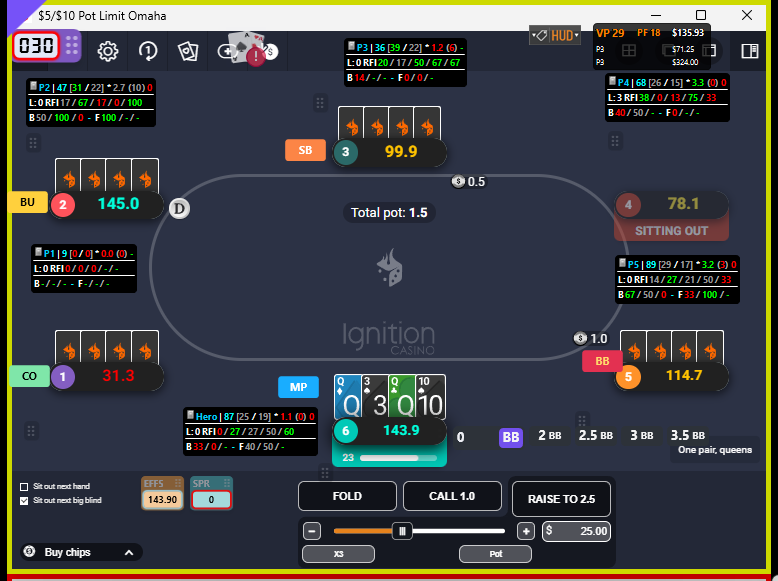 $5/$10 Pot Limit Omaha
030
HUD
VP 29 PF 18 $135.93
P3 $71.25
P3 $324.00
P3 | 36 [39 / 22] * 1.2 (6) -
L: 0 RFI 20 / 17 / 50 / 67 / 67
B 14 / - / - - F 0 / 0 / -
P2 | 47 [31 / 22] * 2.7 (10) 0
L: 0 RFI 17 / 67 / 17 / 0 / 100
B 50 / 100 / 0 - F 100 / - / -
P4 | 68 [26 / 15] * 3.3 (0) 0
L: 3 RFI 38 / 0 / 13 / 75 / 33
B 40 / 50 / - - F 0 / - / -
SB 3 99.9
0.5
BU 2 145.0
D
Total pot: 1.5
4 78.1
SITTING OUT
P1 | 9 [0 / 0] * 0.0 (0) -
L: 0 RFI 0 / 0 / 0 / - / -
B - / - / - - F - / - / -
P5 | 89 [29 / 17] * 3.2 (3) 0
L: 0 RFI 14 / 27 / 21 / 50 / 33
B 67 / 50 / 0 - F 33 / 100 / -
Ignition
CASINO
1.0
BB
CO 1 31.3
5 114.7
MP
Q 3 Q 10
Q 3 Q 10
Hero | 87 [25 / 19] * 1.1 (0) 0
L: 0 RFI 0 / 27 / 27 / 50 / 60
B 33 / 0 / - - F 40 / 50 / -
6 143.9
23
0 BB 2 BB 2.5 BB 3 BB 3.5 BB
One pair, queens
Sit out next hand
Sit out next big blind
EFF$ SPR
143.90 0
FOLD CALL 1.0 RAISE TO 2.5
− + $ 25.00
X3 Pot
Buy chips